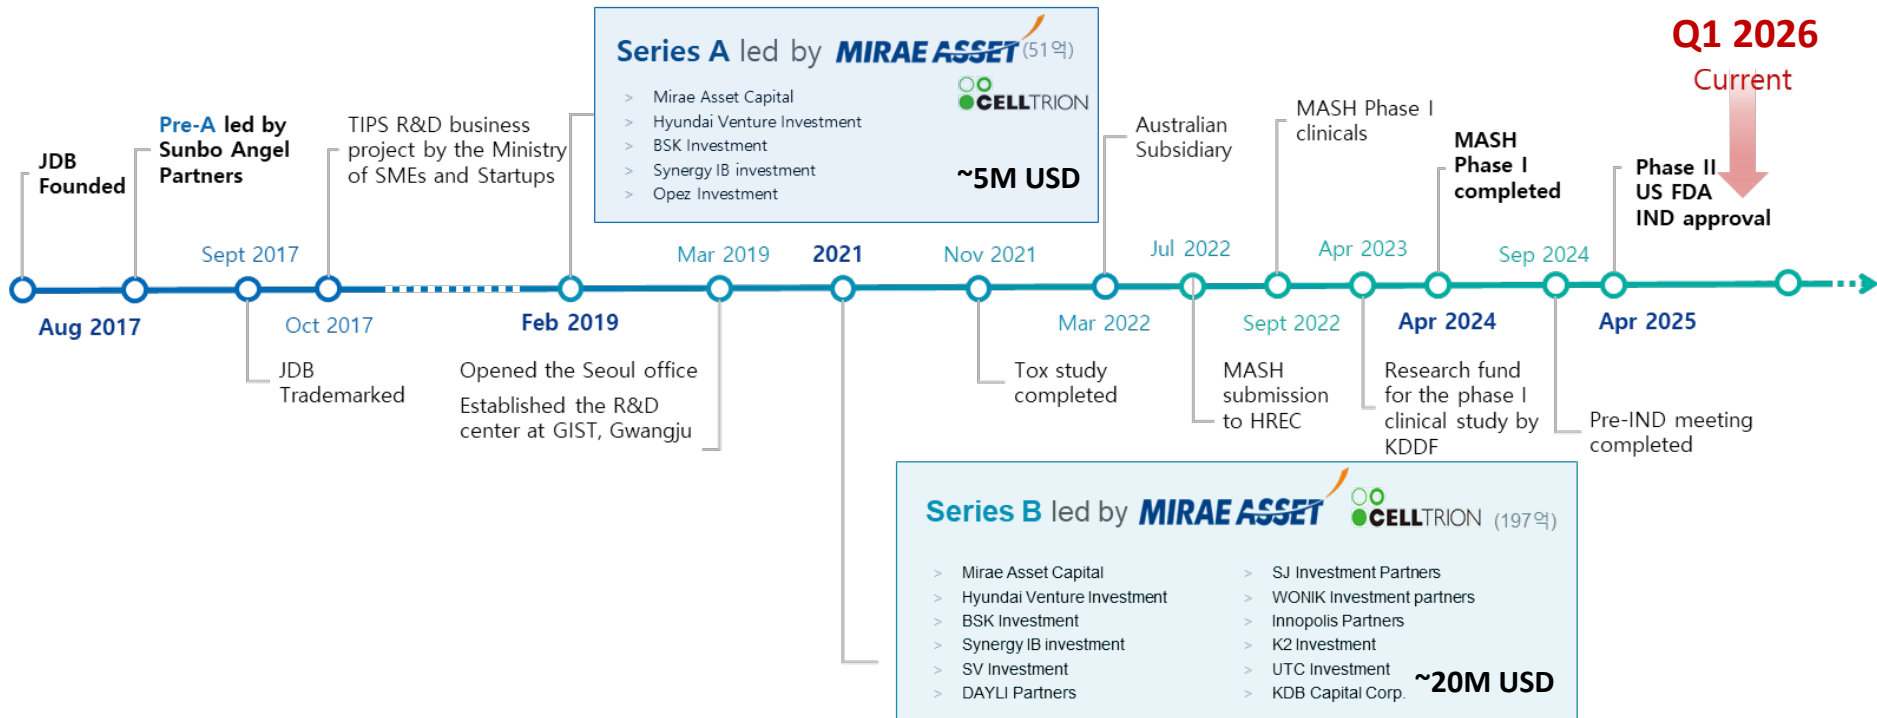 Q1 2026
Current
Series A led by MIRAE ASSET (51억)
CELLTRION
> Mirae Asset Capital
> Hyundai Venture Investment
> BSK Investment
> Synergy IB investment
> Opez Investment
~5M USD
JDB
Founded
Pre-A led by
Sunbo Angel
Partners
TIPS R&D business
project by the Ministry
of SMEs and Startups
Australian
Subsidiary
MASH Phase I
clinicals
MASH
Phase I
completed
Phase II
US FDA
IND approval
Sept 2017
Mar 2019
2021
Nov 2021
Jul 2022
Apr 2023
Sep 2024
Aug 2017
Oct 2017
Feb 2019
Mar 2022
Sept 2022
Apr 2024
Apr 2025
JDB
Trademarked
Opened the Seoul office
Established the R&D
center at GIST, Gwangju
Tox study
completed
MASH
submission
to HREC
Research fund
for the phase I
clinical study by
KDDF
Pre-IND meeting
completed
Series B led by MIRAE ASSET CELLTRION (197억)
> Mirae Asset Capital
> Hyundai Venture Investment
> BSK Investment
> Synergy IB investment
> SV Investment
> DAYLI Partners
> SJ Investment Partners
> WONIK Investment partners
> Innopolis Partners
> K2 Investment
> UTC Investment
> KDB Capital Corp.
~20M USD